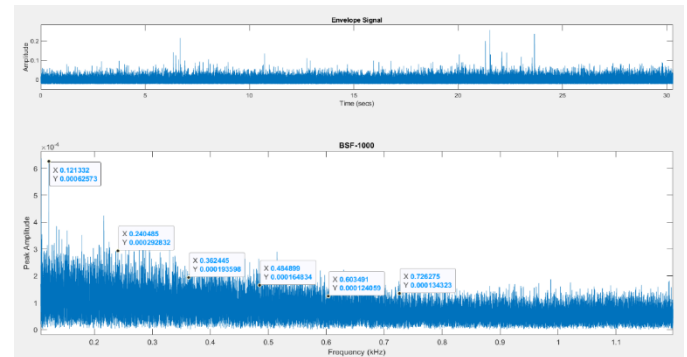 Envelope Signal
Amplitude
0.2
0.1
0
0 5 10 15 20 25 30
Time (secs)
BSF-1000
×10⁻⁴
Peak Amplitude
6
5
4
3
2
1
0
X 0.121332
Y 0.00062573
X 0.240485
Y 0.000292832
X 0.362445
Y 0.000193598
X 0.484899
Y 0.000164834
X 0.603491
Y 0.000124059
X 0.726275
Y 0.000134323
0.2 0.3 0.4 0.5 0.6 0.7 0.8 0.9 1 1.1
Frequency (kHz)